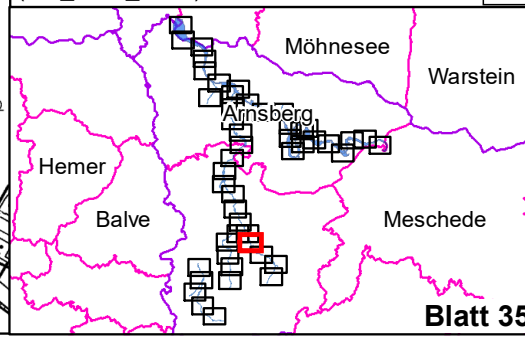 Möhnesee
Warstein
Arnsberg
Hemer
Balve
Meschede
Blatt 35